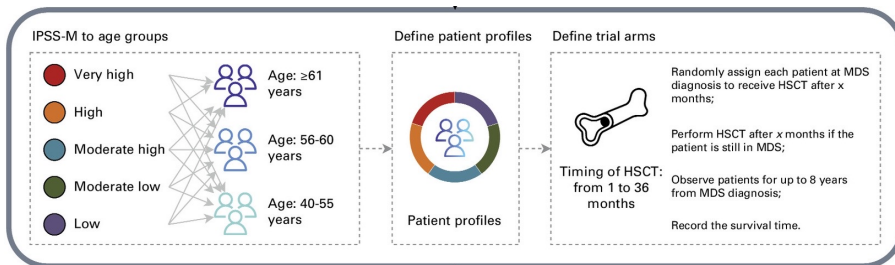 IPSS-M to age groups
Very high
High
Moderate high
Moderate low
Low
Age: ≥61
years
Age: 56-60
years
Age: 40-55
years
Define patient profiles
Patient profiles
Define trial arms
Timing of HSCT:
from 1 to 36
months
Randomly assign each patient at MDS
diagnosis to receive HSCT after x
months;
Perform HSCT after x months if the
patient is still in MDS;
Observe patients for up to 8 years
from MDS diagnosis;
Record the survival time.